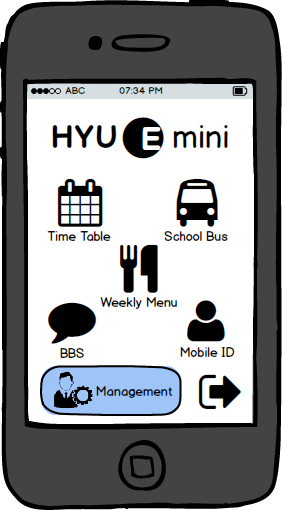 ABC 07:34 PM
HYU E mini
Time Table School Bus
Weekly Menu
BBS Mobile ID
Management